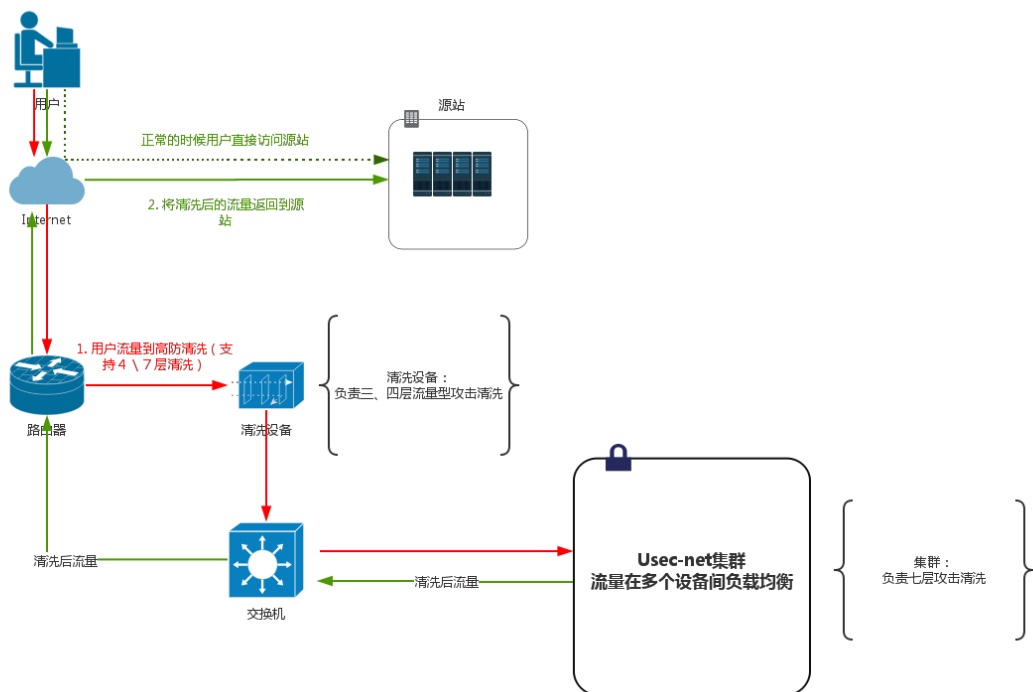 用户
源站
正常的时候用户直接访问源站
2. 将清洗后的流量返回到源
站
Internet
1. 用户流量到高防清洗（支
持４\７层清洗）
清洗设备：
负责三、四层流量型攻击清洗
路由器
清洗设备
清洗后流量
交换机
清洗后流量
Usec-net集群
流量在多个设备间负载均衡
集群：
负责七层攻击清洗